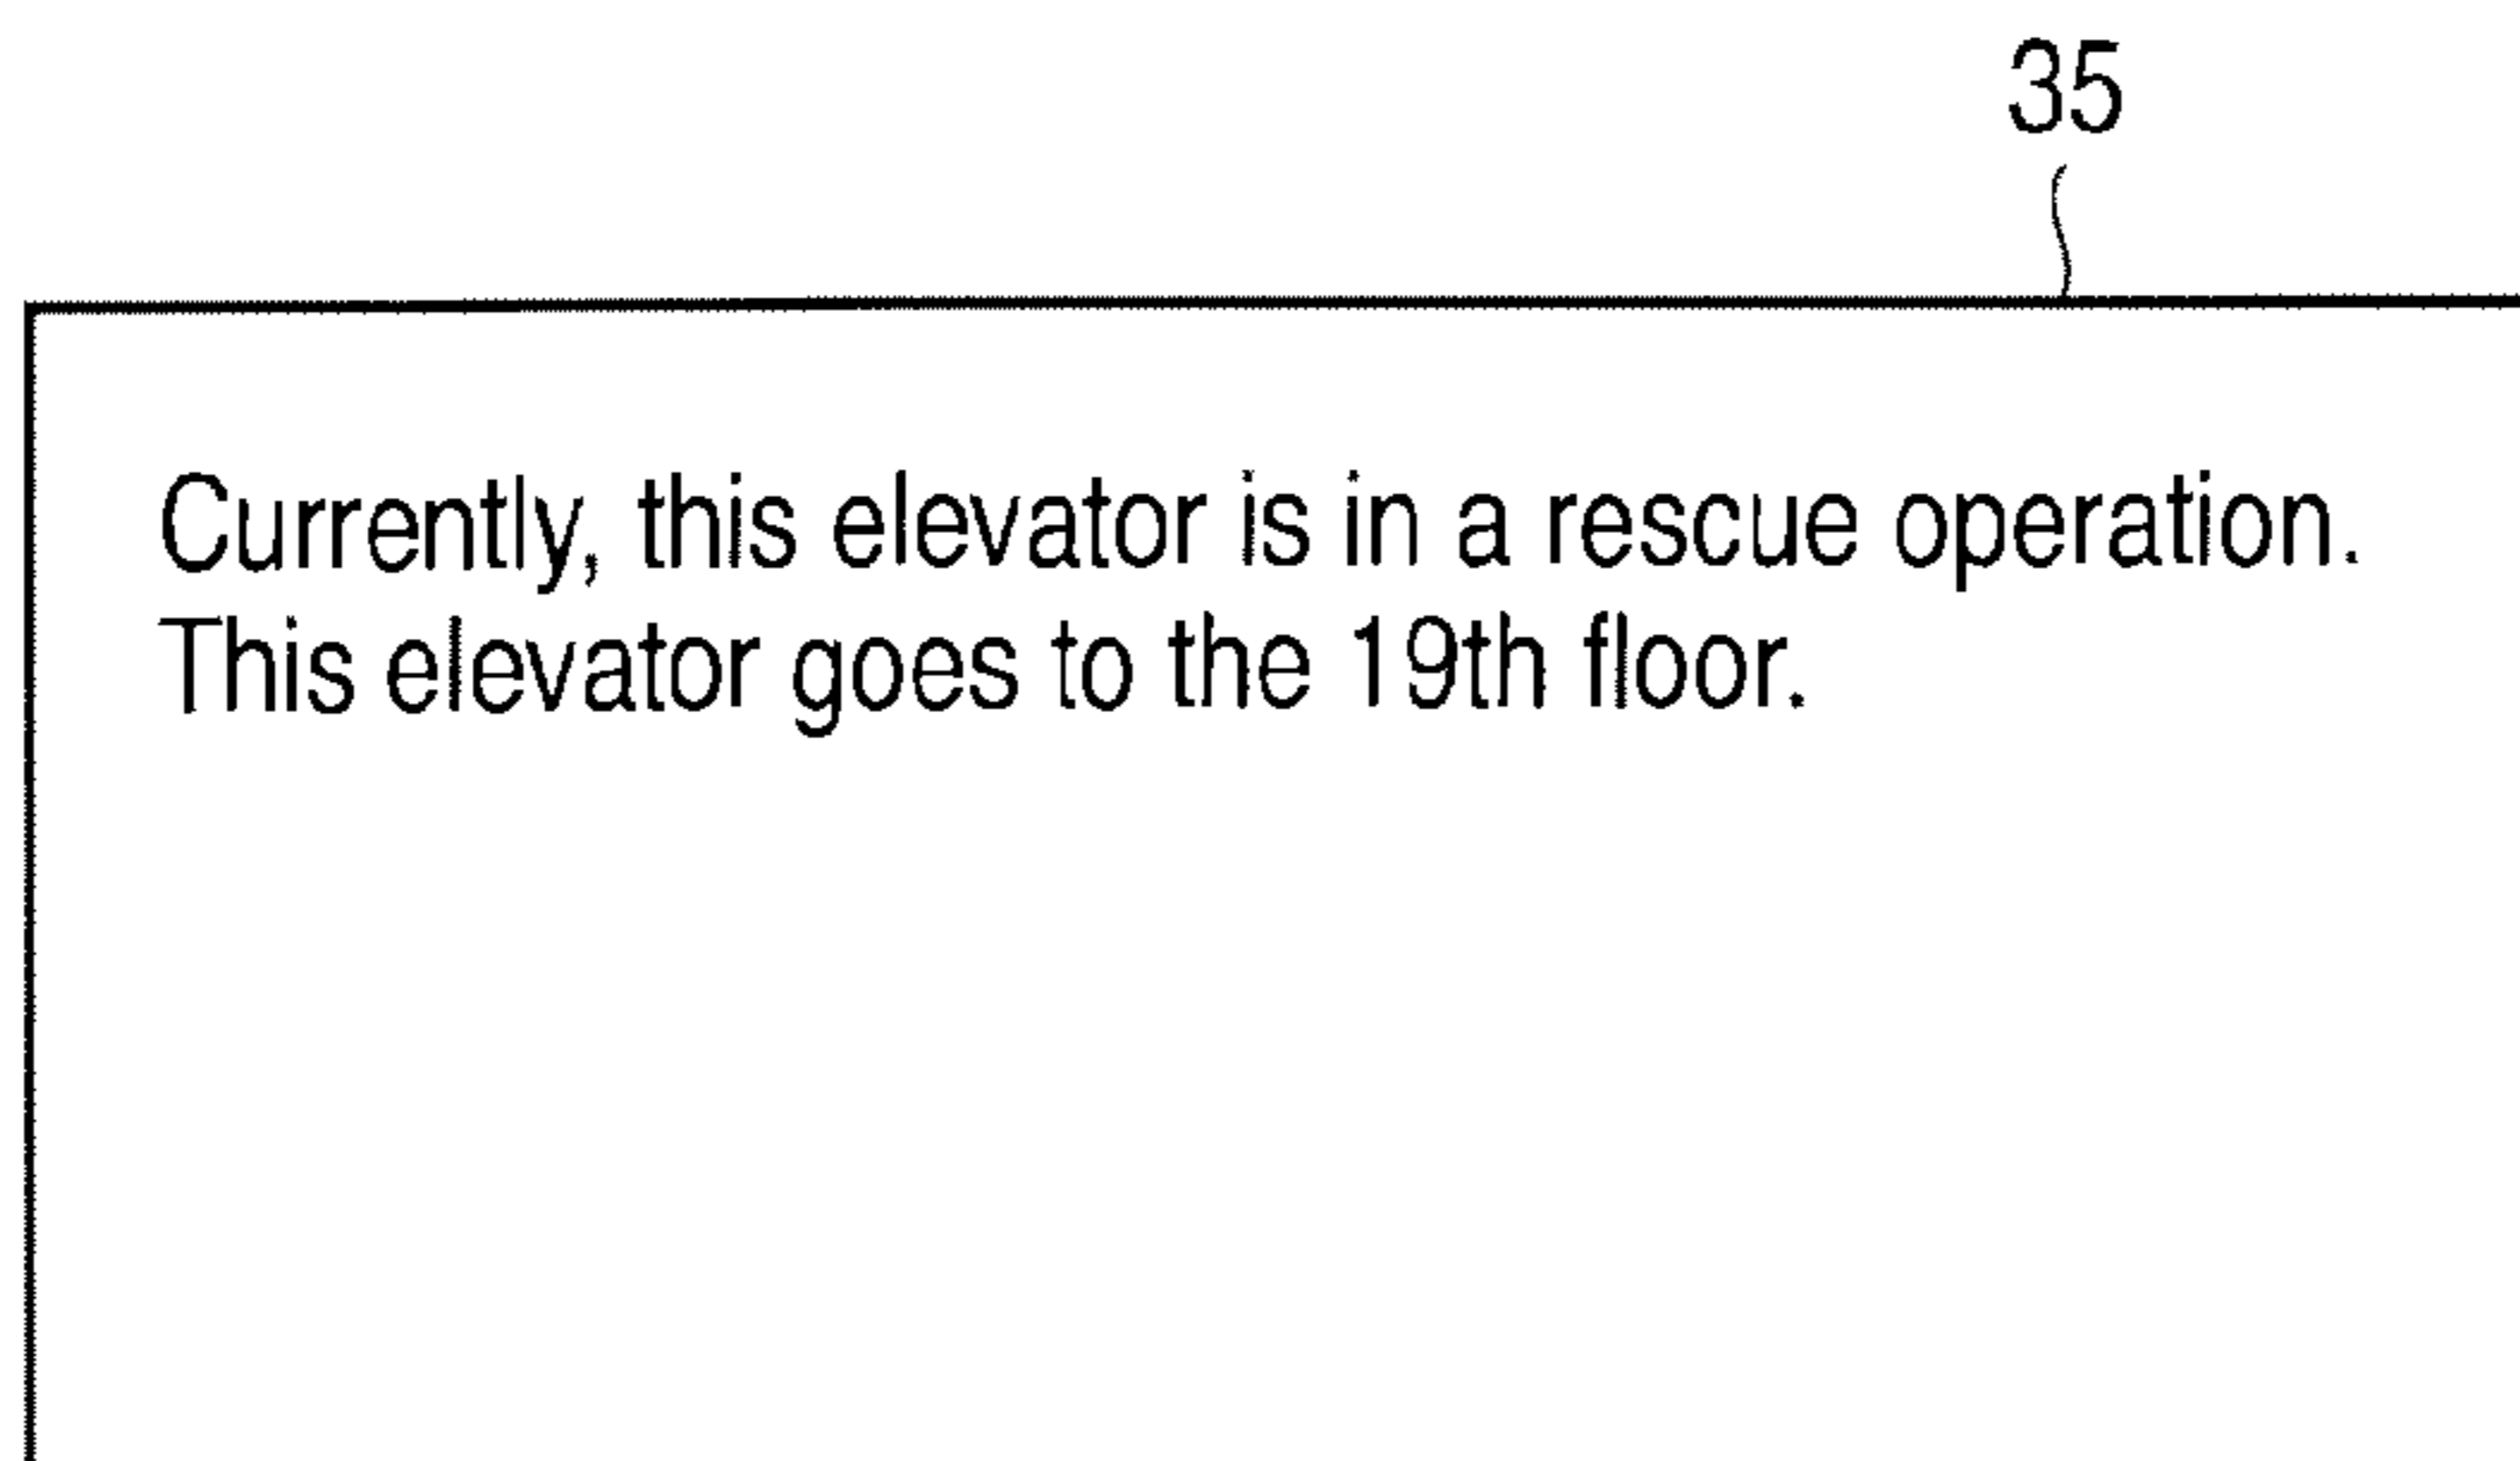 35
Currently, this elevator is in a rescue operation.
This elevator goes to the 19th floor.